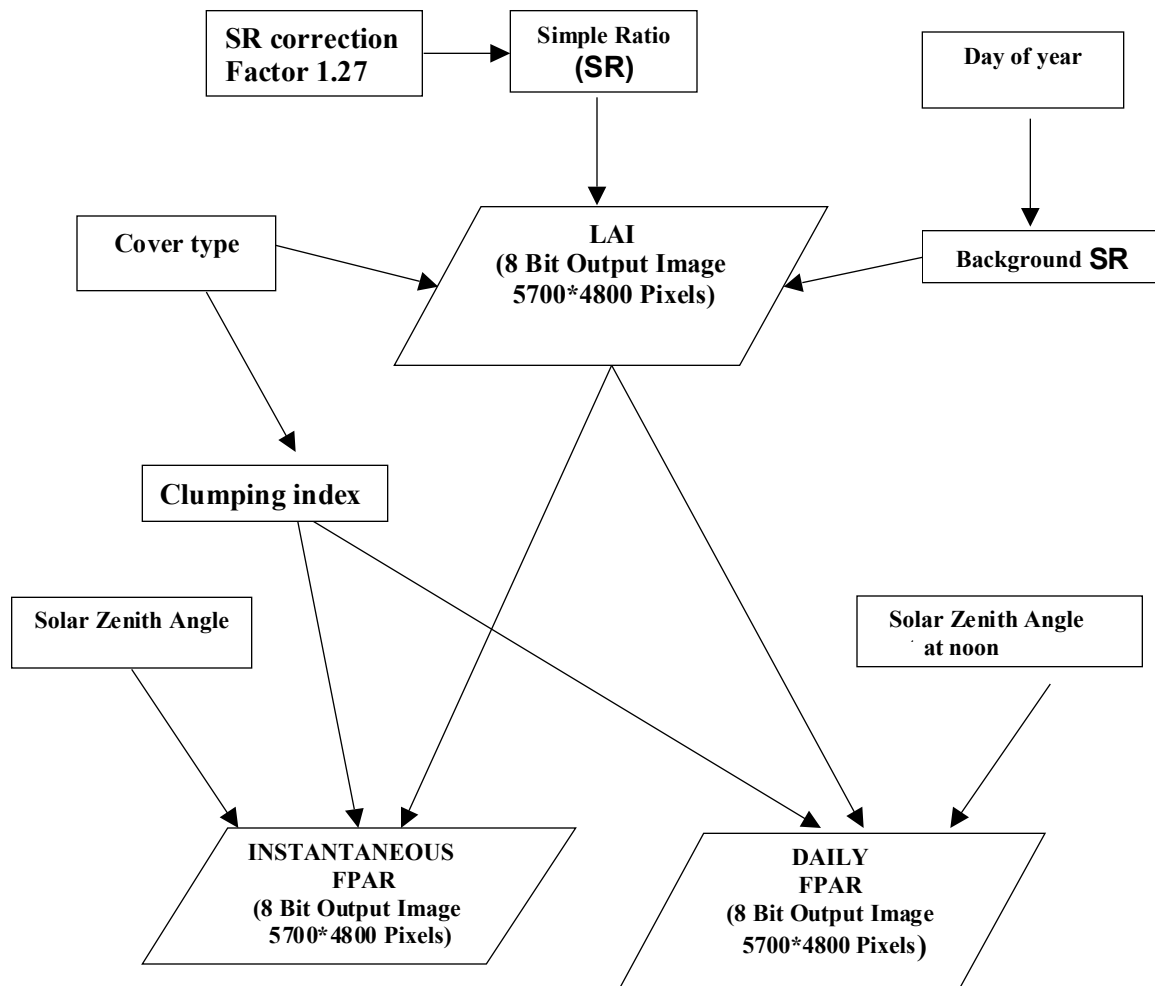 SR correction
Factor 1.27
Simple Ratio
(SR)
Day of year
Cover type
LAI
(8 Bit Output Image
5700*4800 Pixels)
Background SR
Clumping index
Solar Zenith Angle
Solar Zenith Angle
at noon
INSTANTANEOUS
FPAR
(8 Bit Output Image
5700*4800 Pixels)
DAILY
FPAR
(8 Bit Output Image
5700*4800 Pixels)